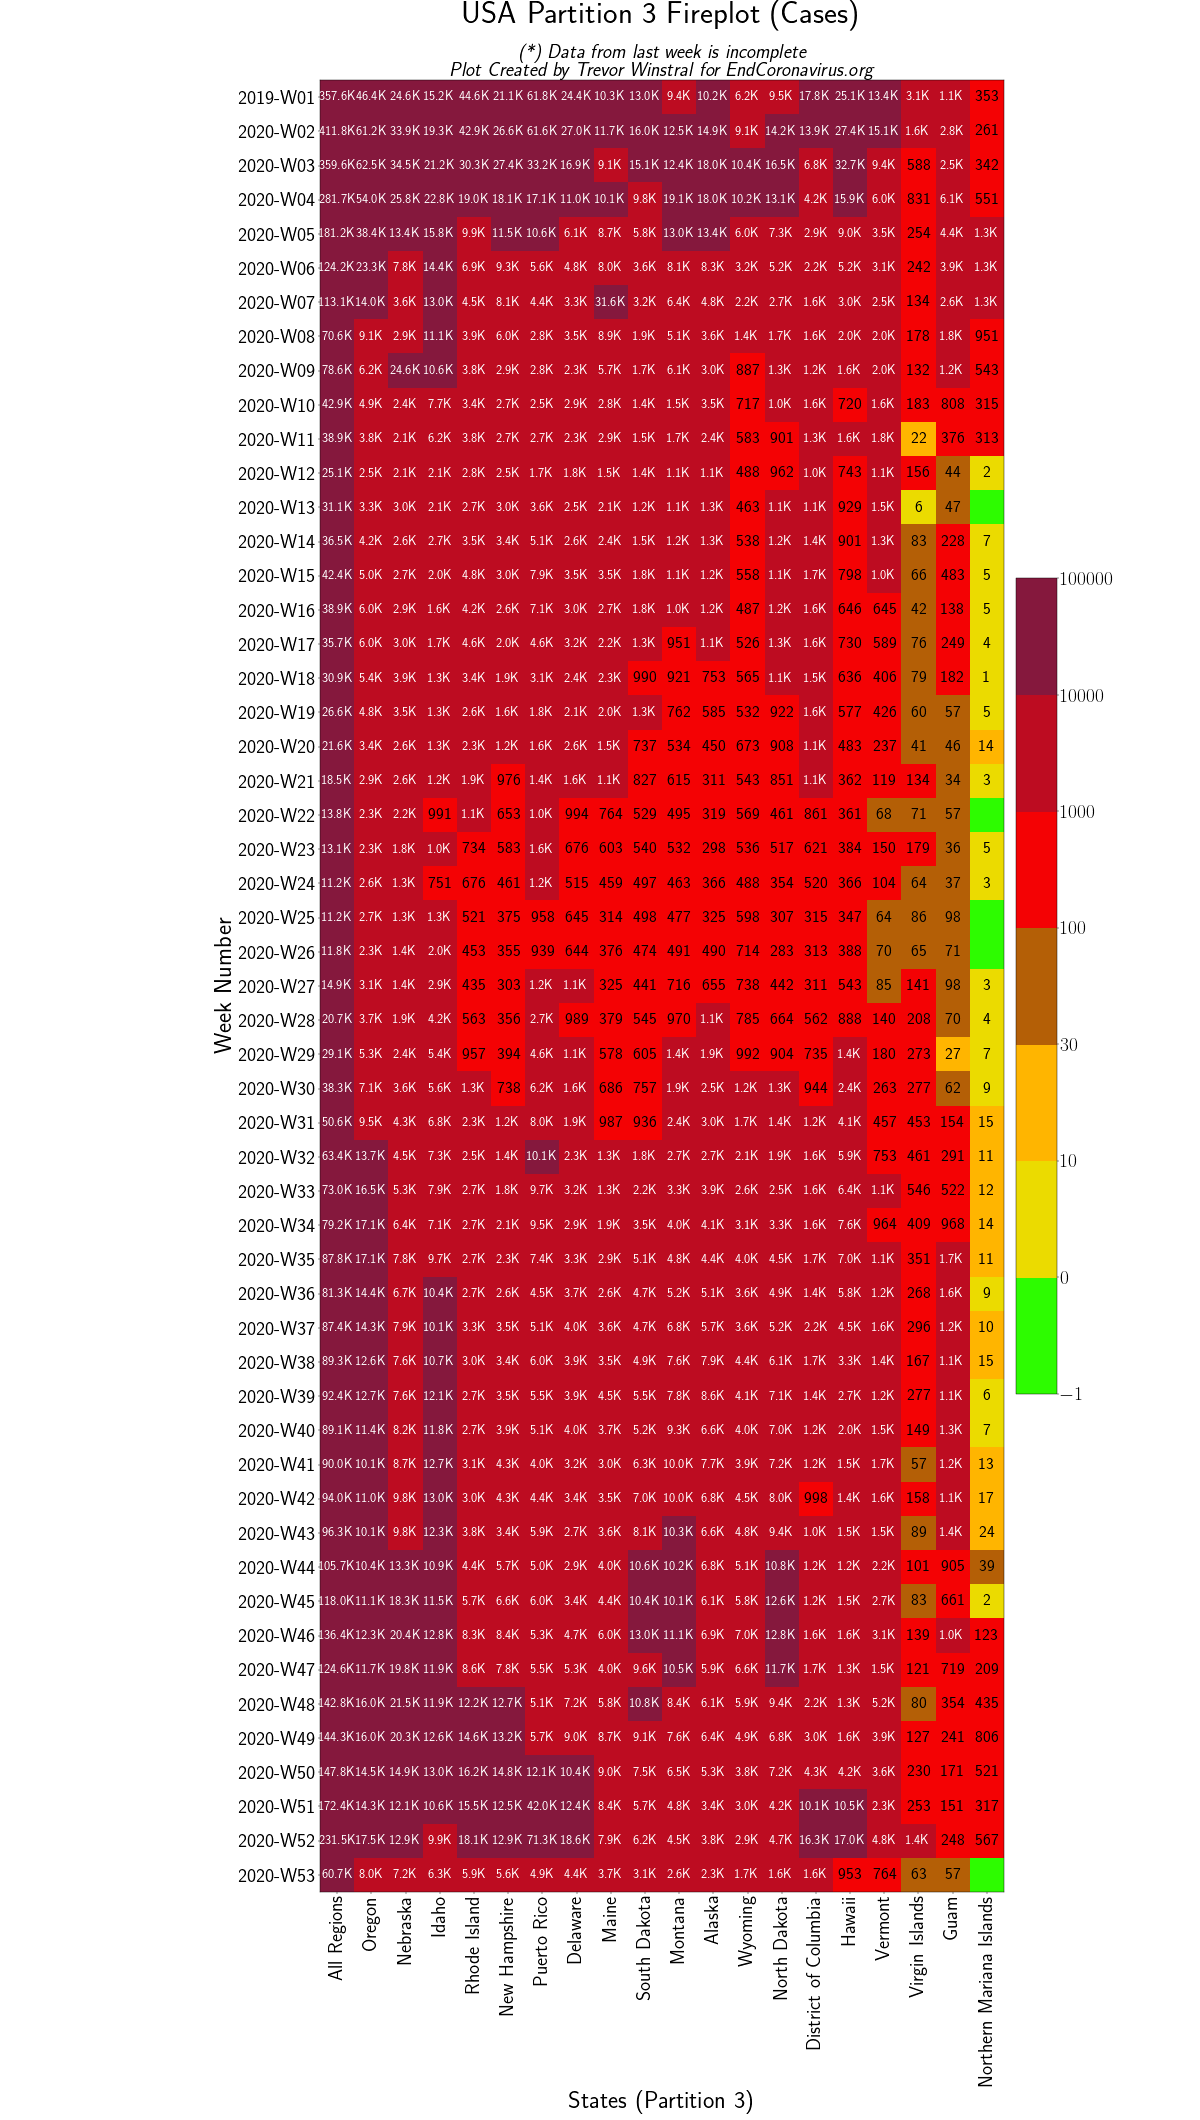 USA Partition 3 Fireplot (Cases)
(*) Data from last week is incomplete
Plot Created by Trevor Winstral for EndCoronavirus.org
2019-W01 357.6K 46.4K 24.6K 15.2K 44.6K 21.1K 61.8K 24.4K 10.3K 13.0K 9.4K 10.2K 6.2K 9.5K 17.8K 25.1K 13.4K 3.1K 1.1K 353
2020-W02 411.8K 61.2K 33.9K 19.3K 42.9K 26.6K 61.6K 27.0K 11.7K 16.0K 12.5K 14.9K 9.1K 14.2K 13.9K 27.4K 15.1K 1.6K 2.8K 261
2020-W03 359.6K 62.5K 34.5K 21.2K 30.3K 27.4K 33.2K 16.9K 9.1K 15.1K 12.4K 18.0K 10.4K 16.5K 6.8K 32.7K 9.4K 588 2.5K 342
2020-W04 281.7K 54.0K 25.8K 22.8K 19.0K 18.1K 17.1K 11.0K 10.1K 9.8K 19.1K 18.0K 10.2K 13.1K 4.2K 15.9K 6.0K 831 6.1K 551
2020-W05 181.2K 38.4K 13.4K 15.8K 9.9K 11.5K 10.6K 6.1K 8.7K 5.8K 13.0K 13.4K 6.0K 7.3K 2.9K 9.0K 3.5K 254 4.4K 1.3K
2020-W06 124.2K 23.3K 7.8K 14.4K 6.9K 9.3K 5.6K 4.8K 8.0K 3.6K 8.1K 8.3K 3.2K 5.2K 2.2K 5.2K 3.1K 242 3.9K 1.3K
2020-W07 113.1K 14.0K 3.6K 13.0K 4.5K 8.1K 4.4K 3.3K 31.6K 3.2K 6.4K 4.8K 2.2K 2.7K 1.6K 3.0K 2.5K 134 2.6K 1.3K
2020-W08 70.6K 9.1K 2.9K 11.1K 3.9K 6.0K 2.8K 3.5K 8.9K 1.9K 5.1K 3.6K 1.4K 1.7K 1.6K 2.0K 2.0K 178 1.8K 951
2020-W09 78.6K 6.2K 24.6K 10.6K 3.8K 2.9K 2.8K 2.3K 5.7K 1.7K 6.1K 3.0K 887 1.3K 1.2K 1.6K 2.0K 132 1.2K 543
2020-W10 42.9K 4.9K 2.4K 7.7K 3.4K 2.7K 2.5K 2.9K 2.8K 1.4K 1.5K 3.5K 717 1.0K 1.6K 720 1.6K 183 808 315
2020-W11 38.9K 3.8K 2.1K 6.2K 3.8K 2.7K 2.7K 2.3K 2.9K 1.5K 1.7K 2.4K 583 901 1.3K 1.6K 1.8K 22 376 313
2020-W12 25.1K 2.5K 2.1K 2.1K 2.8K 2.5K 1.7K 1.8K 1.5K 1.4K 1.1K 1.1K 488 962 1.0K 743 1.1K 156 44 2
2020-W13 31.1K 3.3K 3.0K 2.1K 2.7K 3.0K 3.6K 2.5K 2.1K 1.2K 1.1K 1.3K 463 1.1K 1.1K 929 1.5K 6 47
2020-W14 36.5K 4.2K 2.6K 2.7K 3.5K 3.4K 5.1K 2.6K 2.4K 1.5K 1.2K 1.3K 538 1.2K 1.4K 901 1.3K 83 228 7
2020-W15 42.4K 5.0K 2.7K 2.0K 4.8K 3.0K 7.9K 3.5K 3.5K 1.8K 1.1K 1.2K 558 1.1K 1.7K 798 1.0K 66 483 5
2020-W16 38.9K 6.0K 2.9K 1.6K 4.2K 2.6K 7.1K 3.0K 2.7K 1.8K 1.0K 1.2K 487 1.2K 1.6K 646 645 42 138 5
2020-W17 35.7K 6.0K 3.0K 1.7K 4.6K 2.0K 4.6K 3.2K 2.2K 1.3K 951 1.1K 526 1.3K 1.6K 730 589 76 249 4
2020-W18 30.9K 5.4K 3.9K 1.3K 3.4K 1.9K 3.1K 2.4K 2.3K 990 921 753 565 1.1K 1.5K 636 406 79 182 1
2020-W19 26.6K 4.8K 3.5K 1.3K 2.6K 1.6K 1.8K 2.1K 2.0K 1.3K 762 585 532 922 1.6K 577 426 60 57 5
2020-W20 21.6K 3.4K 2.6K 1.3K 2.3K 1.2K 1.6K 2.6K 1.5K 737 534 450 673 908 1.1K 483 237 41 46 14
2020-W21 18.5K 2.9K 2.6K 1.2K 1.9K 976 1.4K 1.6K 1.1K 827 615 311 543 851 1.1K 362 119 134 34 3
2020-W22 13.8K 2.3K 2.2K 991 1.1K 653 1.0K 994 764 529 495 319 569 461 861 361 68 71 57
2020-W23 13.1K 2.3K 1.8K 1.0K 734 583 1.6K 676 603 540 532 298 536 517 621 384 150 179 36 5
2020-W24 11.2K 2.6K 1.3K 751 676 461 1.2K 515 459 497 463 366 488 354 520 366 104 64 37 3
2020-W25 11.2K 2.7K 1.3K 1.3K 521 375 958 645 314 498 477 325 598 307 315 347 64 86 98
2020-W26 11.8K 2.3K 1.4K 2.0K 453 355 939 644 376 474 491 490 714 283 313 388 70 65 71
2020-W27 14.9K 3.1K 1.4K 2.9K 435 303 1.2K 1.1K 325 441 716 655 738 442 311 543 85 141 98 3
2020-W28 20.7K 3.7K 1.9K 4.2K 563 356 2.7K 989 379 545 970 1.1K 785 664 562 888 140 208 70 4
2020-W29 29.1K 5.3K 2.4K 5.4K 957 394 4.6K 1.1K 578 605 1.4K 1.9K 992 904 735 1.4K 180 273 27 7
2020-W30 38.3K 7.1K 3.6K 5.6K 1.3K 738 6.2K 1.6K 686 757 1.9K 2.5K 1.2K 1.3K 944 2.4K 263 277 62 9
2020-W31 50.6K 9.5K 4.3K 6.8K 2.3K 1.2K 8.0K 1.9K 987 936 2.4K 3.0K 1.7K 1.4K 1.2K 4.1K 457 453 154 15
2020-W32 63.4K 13.7K 4.5K 7.3K 2.5K 1.4K 10.1K 2.3K 1.3K 1.8K 2.7K 2.7K 2.1K 1.9K 1.6K 5.9K 753 461 291 11
2020-W33 73.0K 16.5K 5.3K 7.9K 2.7K 1.8K 9.7K 3.2K 1.3K 2.2K 3.3K 3.9K 2.6K 2.5K 1.6K 6.4K 1.1K 546 522 12
2020-W34 79.2K 17.1K 6.4K 7.1K 2.7K 2.1K 9.5K 2.9K 1.9K 3.5K 4.0K 4.1K 3.1K 3.3K 1.6K 7.6K 964 409 968 14
2020-W35 87.8K 17.1K 7.8K 9.7K 2.7K 2.3K 7.4K 3.3K 2.9K 5.1K 4.8K 4.4K 4.0K 4.5K 1.7K 7.0K 1.1K 351 1.7K 11
2020-W36 81.3K 14.4K 6.7K 10.4K 2.7K 2.6K 4.5K 3.7K 2.6K 4.7K 5.2K 5.1K 3.6K 4.9K 1.4K 5.8K 1.2K 268 1.6K 9
2020-W37 87.4K 14.3K 7.9K 10.1K 3.3K 3.5K 5.1K 4.0K 3.6K 4.7K 6.8K 5.7K 3.6K 5.2K 2.2K 4.5K 1.6K 296 1.2K 10
2020-W38 89.3K 12.6K 7.6K 10.7K 3.0K 3.4K 6.0K 3.9K 3.5K 4.9K 7.6K 7.9K 4.4K 6.1K 1.7K 3.3K 1.4K 167 1.1K 15
2020-W39 92.4K 12.7K 7.6K 12.1K 2.7K 3.5K 5.5K 3.9K 4.5K 5.5K 7.8K 8.6K 4.1K 7.1K 1.4K 2.7K 1.2K 277 1.1K 6
2020-W40 89.1K 11.4K 8.2K 11.8K 2.7K 3.9K 5.1K 4.0K 3.7K 5.2K 9.3K 6.6K 4.0K 7.0K 1.2K 2.0K 1.5K 149 1.3K 7
2020-W41 90.0K 10.1K 8.7K 12.7K 3.1K 4.3K 4.0K 3.2K 3.0K 6.3K 10.0K 7.7K 3.9K 7.2K 1.2K 1.5K 1.7K 57 1.2K 13
2020-W42 94.0K 11.0K 9.8K 13.0K 3.0K 4.3K 4.4K 3.4K 3.5K 7.0K 10.0K 6.8K 4.5K 8.0K 998 1.4K 1.6K 158 1.1K 17
2020-W43 96.3K 10.1K 9.8K 12.3K 3.8K 3.4K 5.9K 2.7K 3.6K 8.1K 10.3K 6.6K 4.8K 9.4K 1.0K 1.5K 1.5K 89 1.4K 24
2020-W44 105.7K 10.4K 13.3K 10.9K 4.4K 5.7K 5.0K 2.9K 4.0K 10.6K 10.2K 6.8K 5.1K 10.8K 1.2K 1.2K 2.2K 101 905 39
2020-W45 118.0K 11.1K 18.3K 11.5K 5.7K 6.6K 6.0K 3.4K 4.4K 10.4K 10.1K 6.1K 5.8K 12.6K 1.2K 1.5K 2.7K 83 661 2
2020-W46 136.4K 12.3K 20.4K 12.8K 8.3K 8.4K 5.3K 4.7K 6.0K 13.0K 11.1K 6.9K 7.0K 12.8K 1.6K 1.6K 3.1K 139 1.0K 123
2020-W47 124.6K 11.7K 19.8K 11.9K 8.6K 7.8K 5.5K 5.3K 4.0K 9.6K 10.5K 5.9K 6.6K 11.7K 1.7K 1.3K 1.5K 121 719 209
2020-W48 142.8K 16.0K 21.5K 11.9K 12.2K 12.7K 5.1K 7.2K 5.8K 10.8K 8.4K 6.1K 5.9K 9.4K 2.2K 1.3K 5.2K 80 354 435
2020-W49 144.3K 16.0K 20.3K 12.6K 14.6K 13.2K 5.7K 9.0K 8.7K 9.1K 7.6K 6.4K 4.9K 6.8K 3.0K 1.6K 3.9K 127 241 806
2020-W50 147.8K 14.5K 14.9K 13.0K 16.2K 14.8K 12.1K 10.4K 9.0K 7.5K 6.5K 5.3K 3.8K 7.2K 4.3K 4.2K 3.6K 230 171 521
2020-W51 172.4K 14.3K 12.1K 10.6K 15.5K 12.5K 42.0K 12.4K 8.4K 5.7K 4.8K 3.4K 3.0K 4.2K 10.1K 10.5K 2.3K 253 151 317
2020-W52 231.5K 17.5K 12.9K 9.9K 18.1K 12.9K 71.3K 18.6K 7.9K 6.2K 4.5K 3.8K 2.9K 4.7K 16.3K 17.0K 4.8K 1.4K 248 567
2020-W53 60.7K 8.0K 7.2K 6.3K 5.9K 5.6K 4.9K 4.4K 3.7K 3.1K 2.6K 2.3K 1.7K 1.6K 1.6K 953 764 63 57
Week Number
All Regions
Oregon
Nebraska
Idaho
Rhode Island
New Hampshire
Puerto Rico
Delaware
Maine
South Dakota
Montana
Alaska
Wyoming
North Dakota
District of Columbia
Hawaii
Vermont
Virgin Islands
Guam
Northern Mariana Islands
States (Partition 3)
100000
10000
1000
100
30
10
0
−1